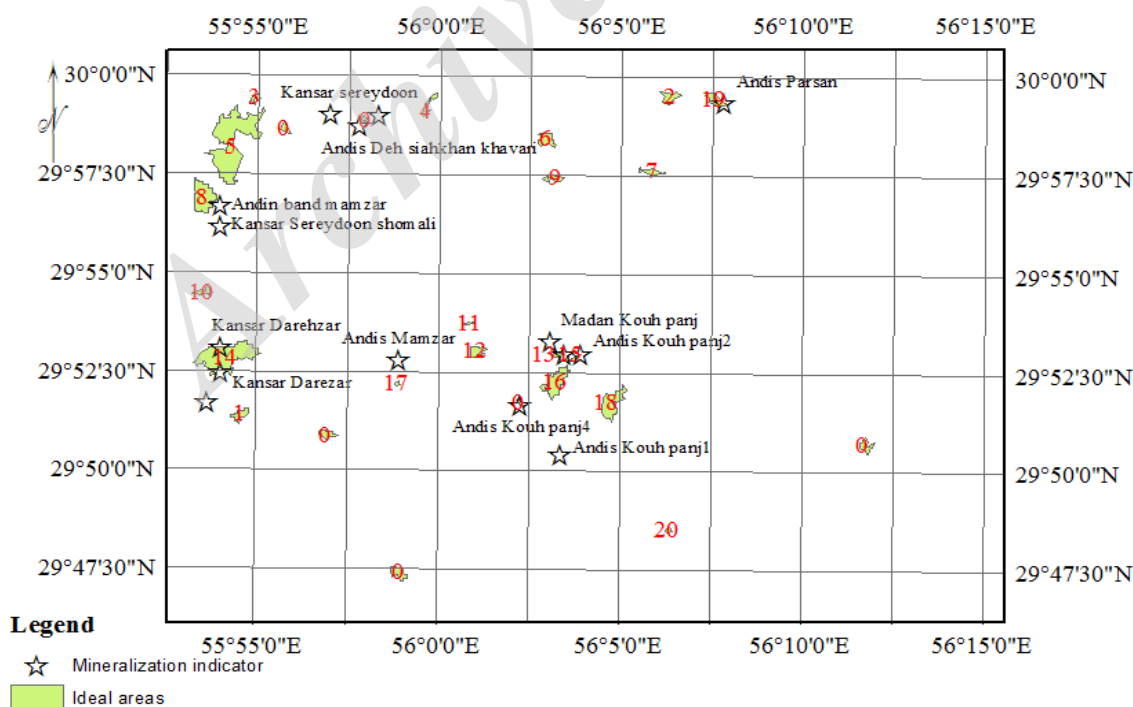 55°55'0"E 56°0'0"E 56°5'0"E 56°10'0"E 56°15'0"E
30°0'0"N 30°0'0"N
N
Andis Parsan
Kansar sereydoon
3 2 19
0 0 4
Andis Deh siahkhan khavari
5 6
29°57'30"N 29°57'30"N
9 7
8 Andin band mamzar
Kansar Sereydoon shomali
29°55'0"N 29°55'0"N
10
Kansar Darehzar 11 Madan Kouh panj
Andis Mamzar Andis Kouh panj2
14 12 13 15
29°52'30"N 29°52'30"N
Kansar Darezar 17 16
1 0 18
Andis Kouh panj4
0 Andis Kouh panj1 0
29°50'0"N 29°50'0"N
20
29°47'30"N 0 29°47'30"N
55°55'0"E 56°0'0"E 56°5'0"E 56°10'0"E 56°15'0"E
Legend
Mineralization indicator
Ideal areas
Archive